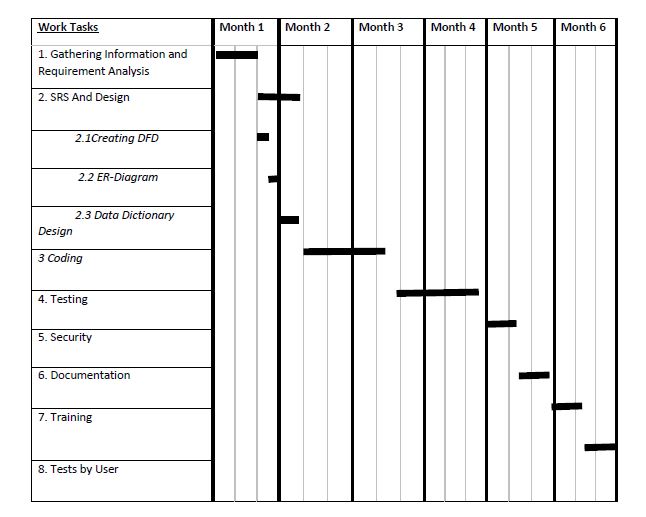 Work Tasks Month 1 Month 2 Month 3 Month 4 Month 5 Month 6
1. Gathering Information and
Requirement Analysis
2. SRS And Design
2.1Creating DFD
2.2 ER-Diagram
2.3 Data Dictionary
Design
3 Coding
4. Testing
5. Security
6. Documentation
7. Training
8. Tests by User